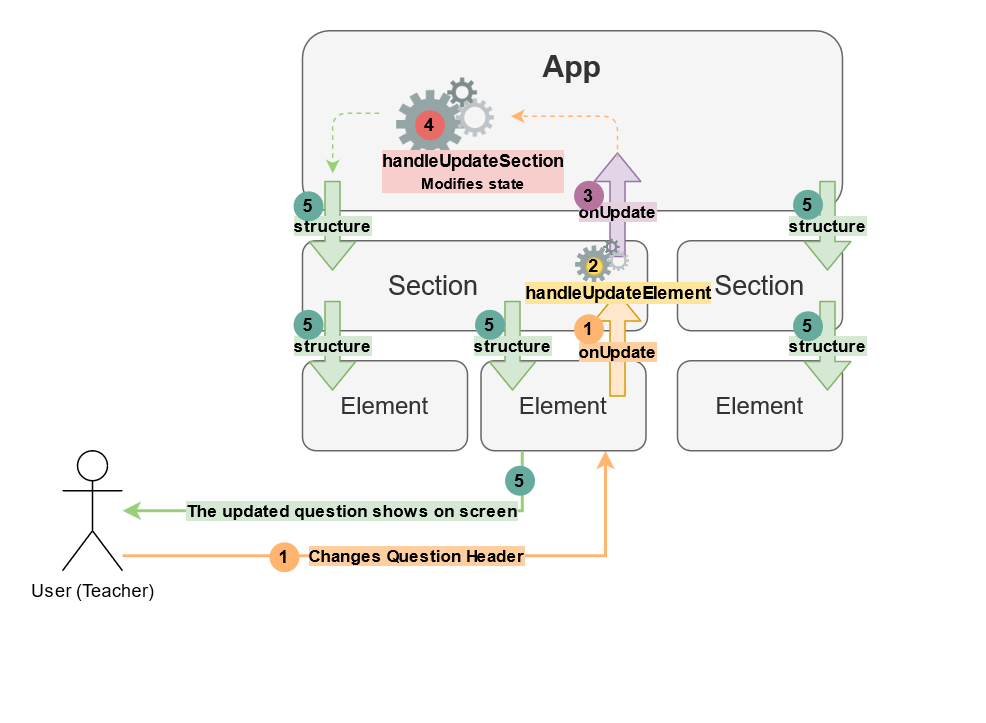 App
4
handleUpdateSection
Modifies state
5
structure
3
onUpdate
5
structure
Section
2
handleUpdateElement
Section
5
structure
5
structure
1
onUpdate
5
structure
Element
Element
Element
5
The updated question shows on screen
1
Changes Question Header
User (Teacher)